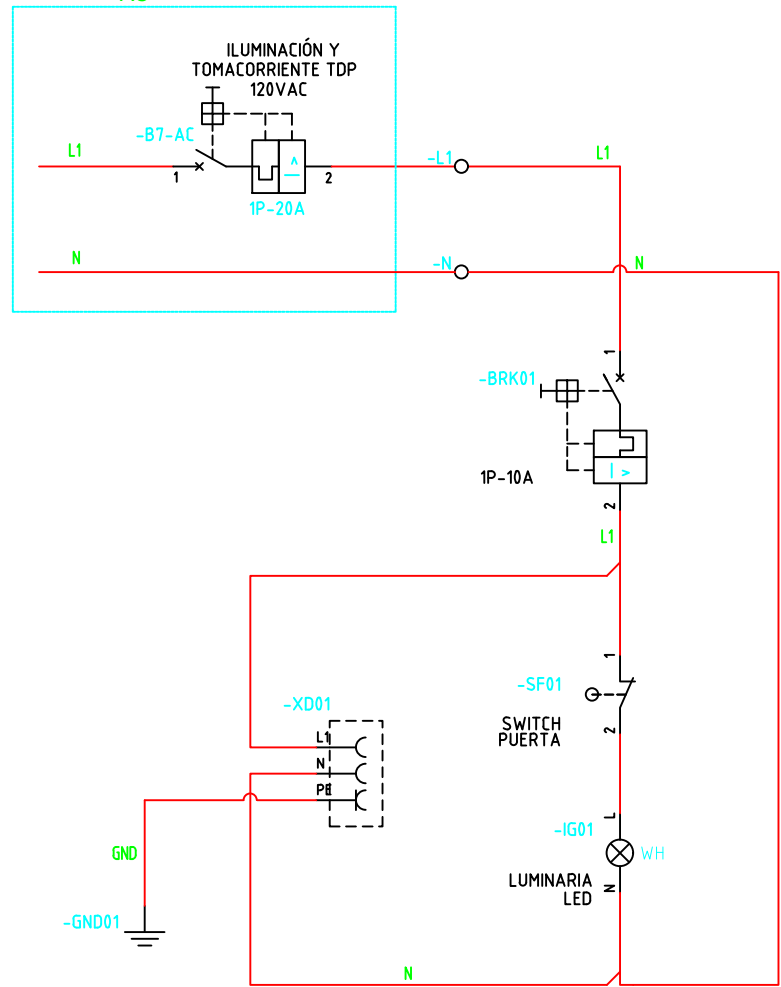 ILUMINACIÓN Y
TOMACORRIENTE TDP
120VAC
-B7-AC
L1
1
2
1P-20A
-L1
L1
N
-N
N
1
-BRK01
1P-10A
I >
2
L1
1
-SF01
SWITCH
PUERTA
2
-XD01
L1
N
PE
L
-IG01
WH
LUMINARIA
LED
N
GND
-GND01
N